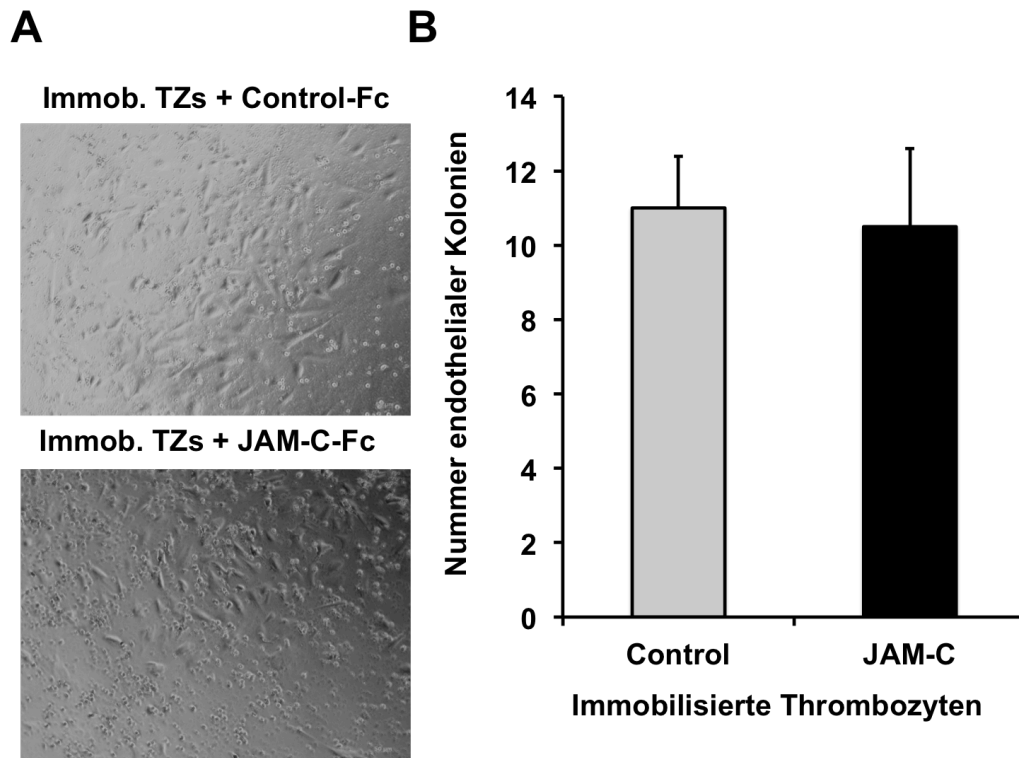 A
Immob. TZs + Control-Fc
Immob. TZs + JAM-C-Fc
B
Nummer endothelialer Kolonien
14
12
10
8
6
4
2
0
Control
JAM-C
Immobilisierte Thrombozyten